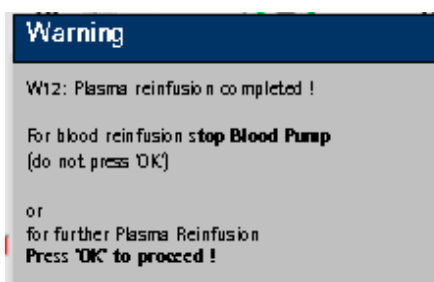 Warning
W12: Plasma reinfusion completed !
For blood reinfusion stop Blood Pump
(do not press 'OK')
or
for further Plasma Reinfusion
Press "OK" to proceed !